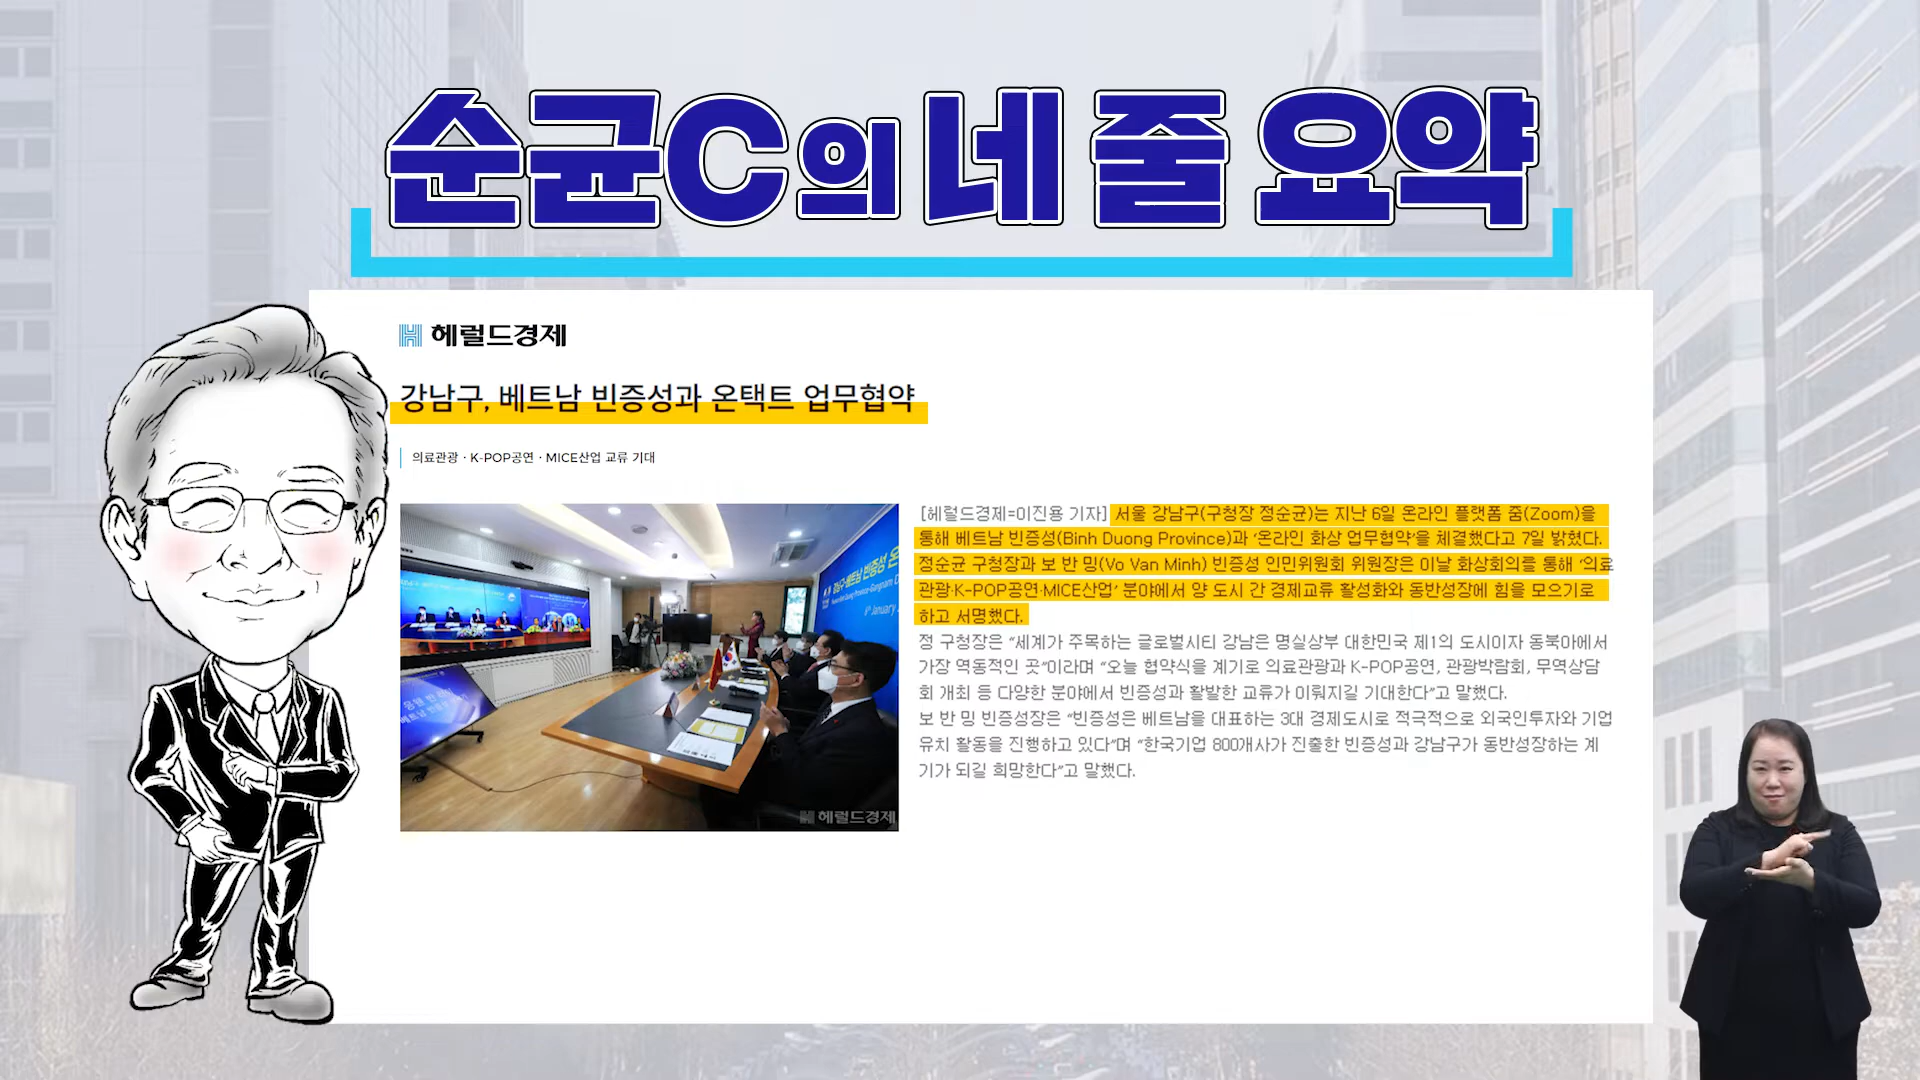 순균C의 네 줄 요약
헤럴드경제
강남구, 베트남 빈증성과 온택트 업무협약
의료관광·K-POP공연·MICE산업 교류 기대
[헤럴드경제=이진용 기자] 서울 강남구(구청장 정순균)는 지난 6일 온라인 플랫폼 줌(Zoom)을
통해 베트남 빈증성(Binh Duong Province)과 ‘온라인 화상 업무협약’을 체결했다고 7일 밝혔다.
정순균 구청장과 보 반 밍(Vo Van Minh) 빈증성 인민위원회 위원장은 이날 화상회의를 통해 ‘의료
관광·K-POP공연·MICE산업’ 분야에서 양 도시 간 경제교류 활성화와 동반성장에 힘을 모으기로
하고 서명했다.
정 구청장은 “세계가 주목하는 글로벌시티 강남은 명실상부 대한민국 제1의 도시이자 동북아에서
가장 역동적인 곳”이라며 “오늘 협약식을 계기로 의료관광과 K-POP공연, 관광박람회, 무역상담
회 개최 등 다양한 분야에서 빈증성과 활발한 교류가 이뤄지길 기대한다”고 말했다.
보 반 밍 빈증성장은 “빈증성은 베트남을 대표하는 3대 경제도시로 적극적으로 외국인투자와 기업
유치 활동을 진행하고 있다”며 “한국기업 800개사가 진출한 빈증성과 강남구가 동반성장하는 계
기가 되길 희망한다”고 말했다.
헤럴드경제